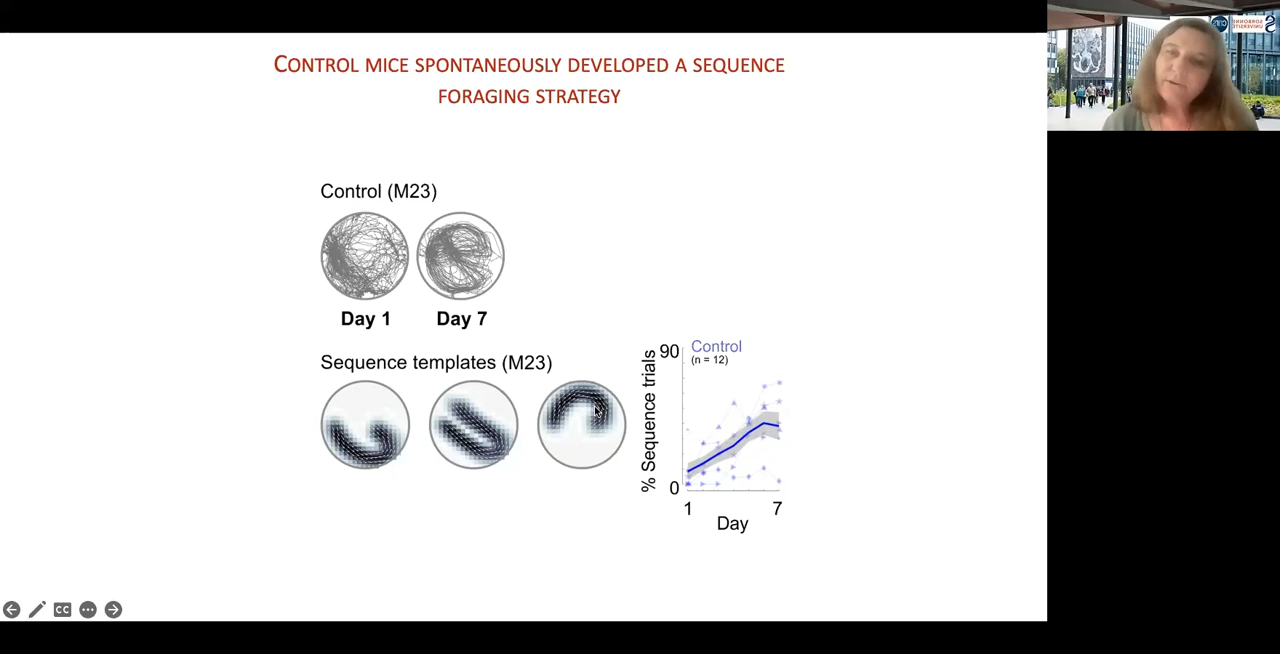 CONTROL MICE SPONTANEOUSLY DEVELOPED A SEQUENCE
FORAGING STRATEGY
Control (M23)
Day 1
Day 7
Sequence templates (M23)
% Sequence trials
90
0
Control
(n = 12)
1
7
Day
CC